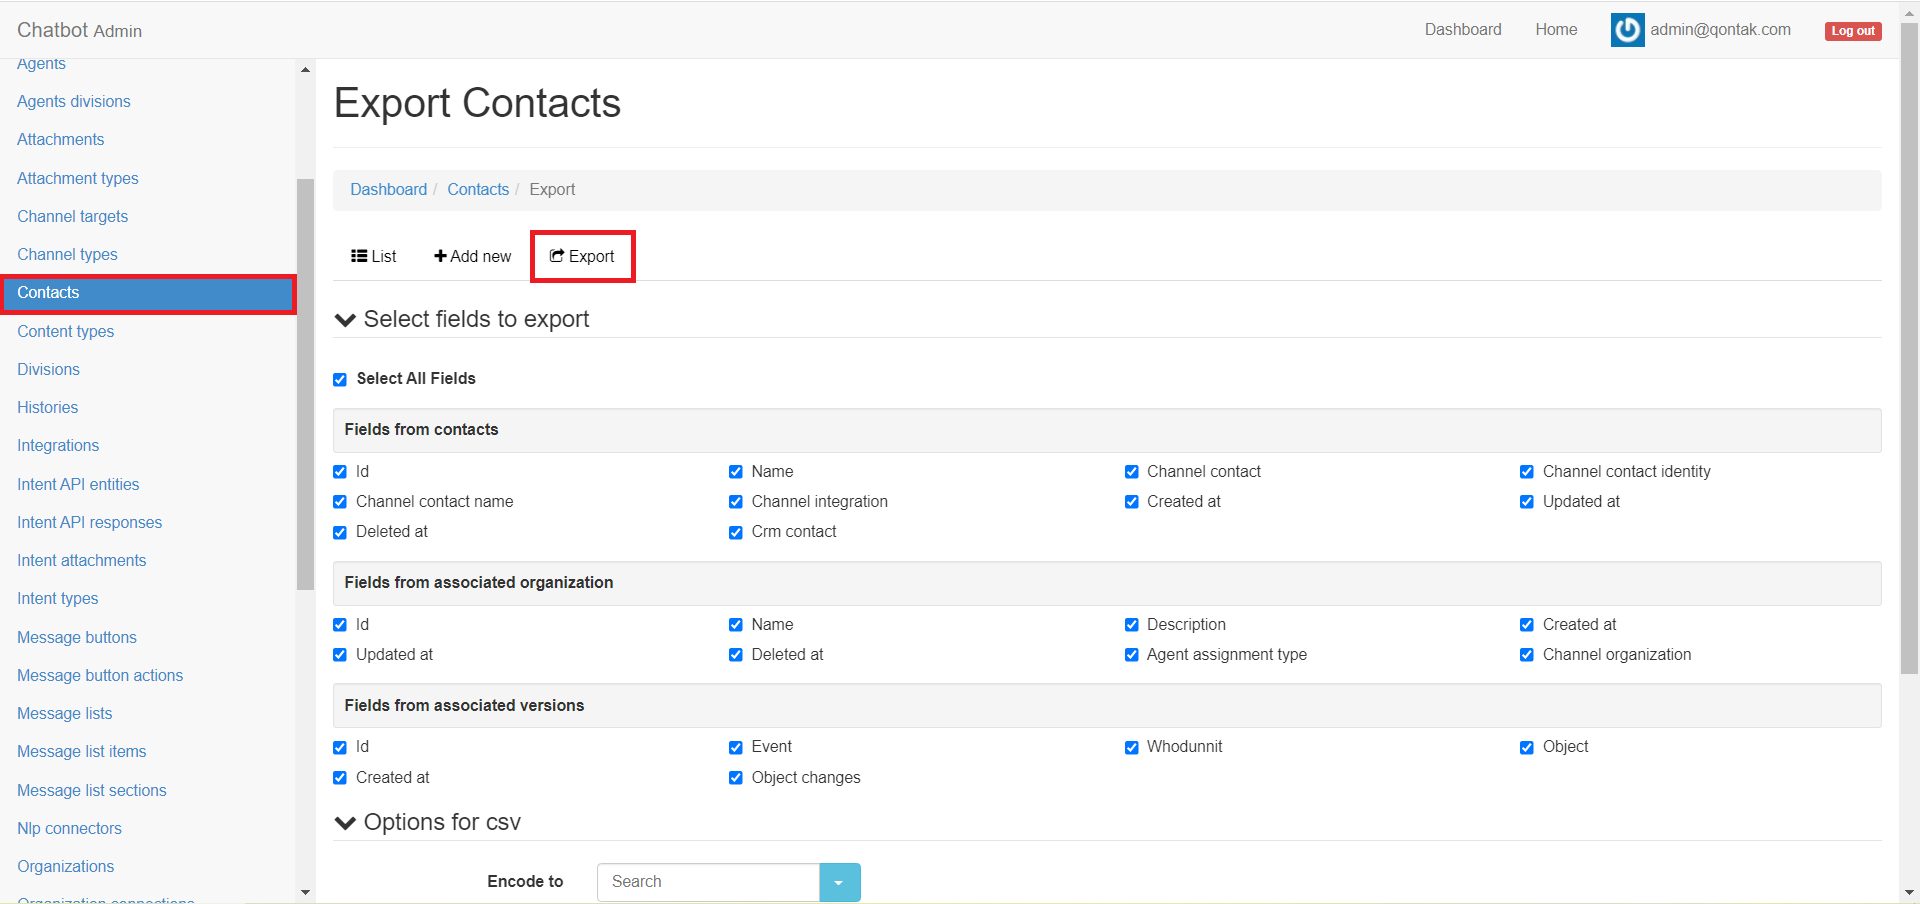 Chatbot Admin
Dashboard Home admin@qontak.com Log out
Agents
Agents divisions
Attachments
Attachment types
Channel targets
Channel types
Contacts
Content types
Divisions
Histories
Integrations
Intent API entities
Intent API responses
Intent attachments
Intent types
Message buttons
Message button actions
Message lists
Message list items
Message list sections
Nlp connectors
Organizations
Organization connections
Export Contacts
Dashboard / Contacts / Export
List Add new Export
Select fields to export
Select All Fields
Fields from contacts
Id Name Channel contact Channel contact identity
Channel contact name Channel integration Created at Updated at
Deleted at Crm contact
Fields from associated organization
Id Name Description Created at
Updated at Deleted at Agent assignment type Channel organization
Fields from associated versions
Id Event Whodunnit Object
Created at Object changes
Options for csv
Encode to Search